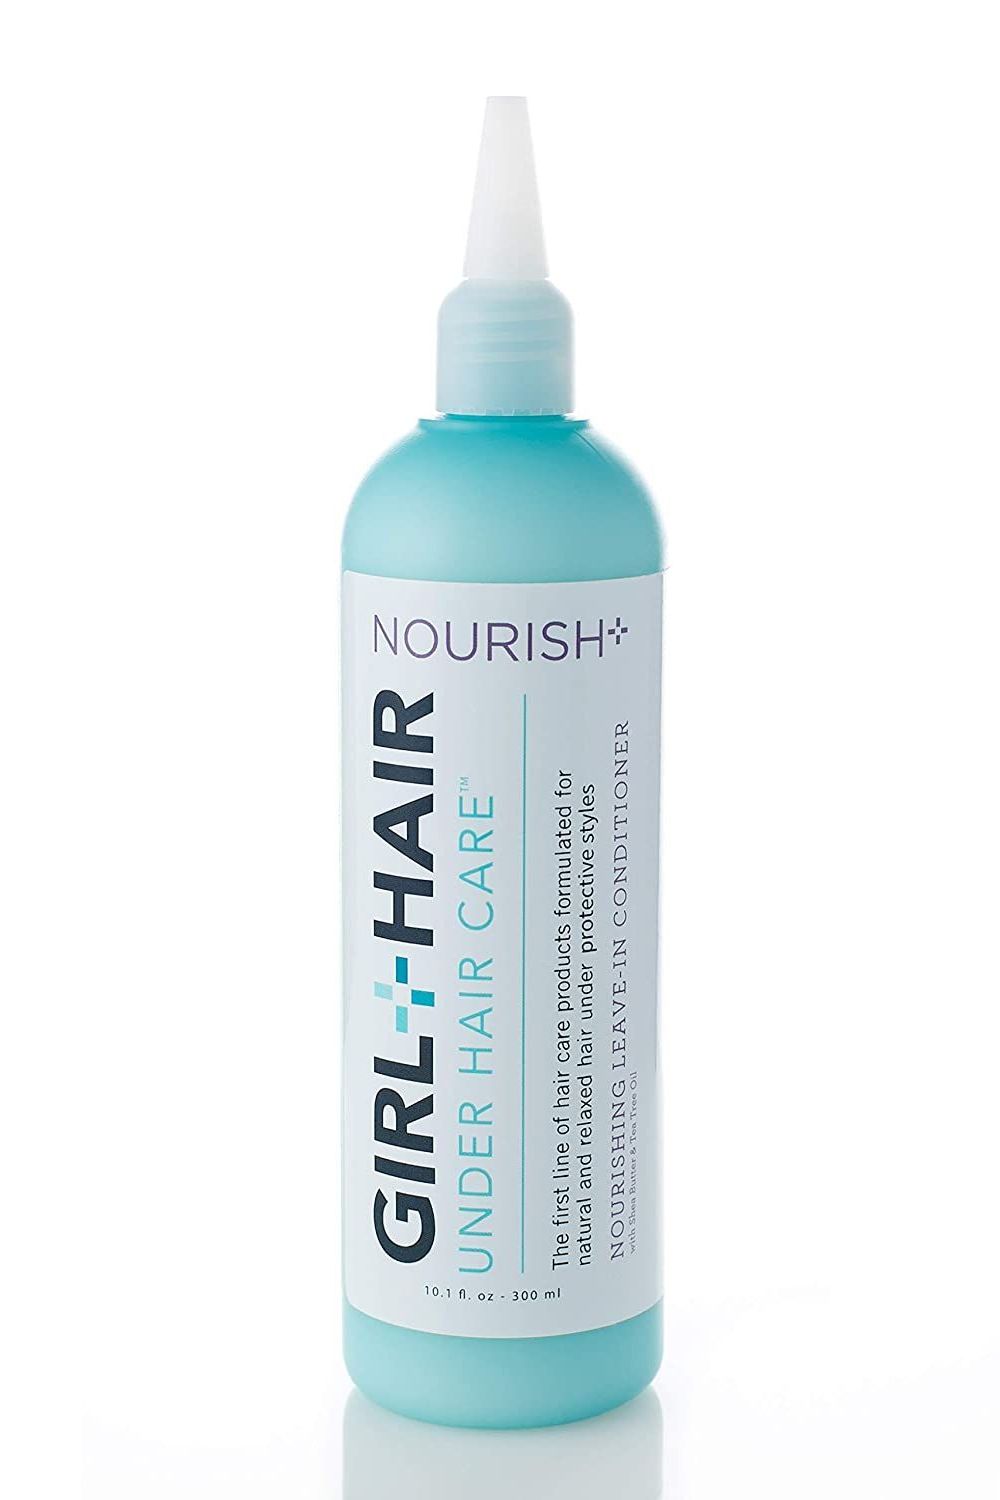 NOURISH+
GIRL+HAIR
UNDER HAIR CARE™
The first line of hair care products formulated for
natural and relaxed hair under protective styles
NOURISHING LEAVE-IN CONDITIONER
with Shea Butter & Tea Tree Oil
10.1 fl. oz - 300 ml